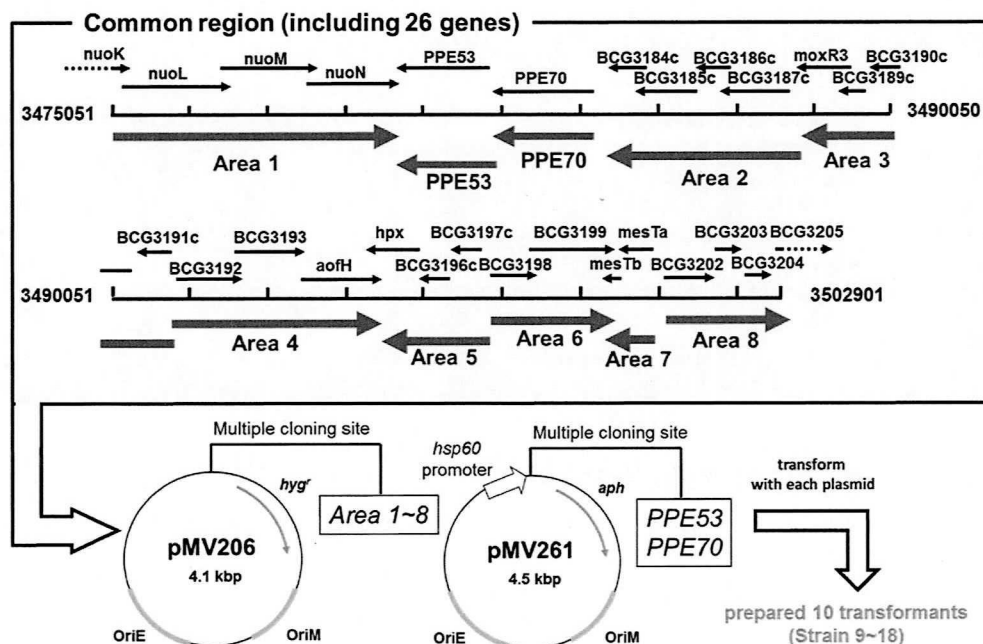 Common region (including 26 genes)
nuoK
nuoL
nuoM
nuoN
PPE53
PPE70
BCG3184c
BCG3185c
BCG3186c
BCG3187c
moxR3
BCG3189c
BCG3190c
3475051
3490050
Area 1
PPE53
PPE70
Area 2
Area 3
BCG3191c
BCG3192
BCG3193
aofH
hpx
BCG3196c
BCG3197c
BCG3198
BCG3199
mesTb
mesTa
BCG3202
BCG3203
BCG3204
BCG3205
3490051
3502901
Area 4
Area 5
Area 6
Area 7
Area 8
Multiple cloning site
hygʳ
Area 1~8
pMV206
4.1 kbp
OriE
OriM
hsp60
promoter
Multiple cloning site
aph
PPE53
PPE70
pMV261
4.5 kbp
OriE
OriM
transform
with each plasmid
prepared 10 transformants
(Strain 9~18)